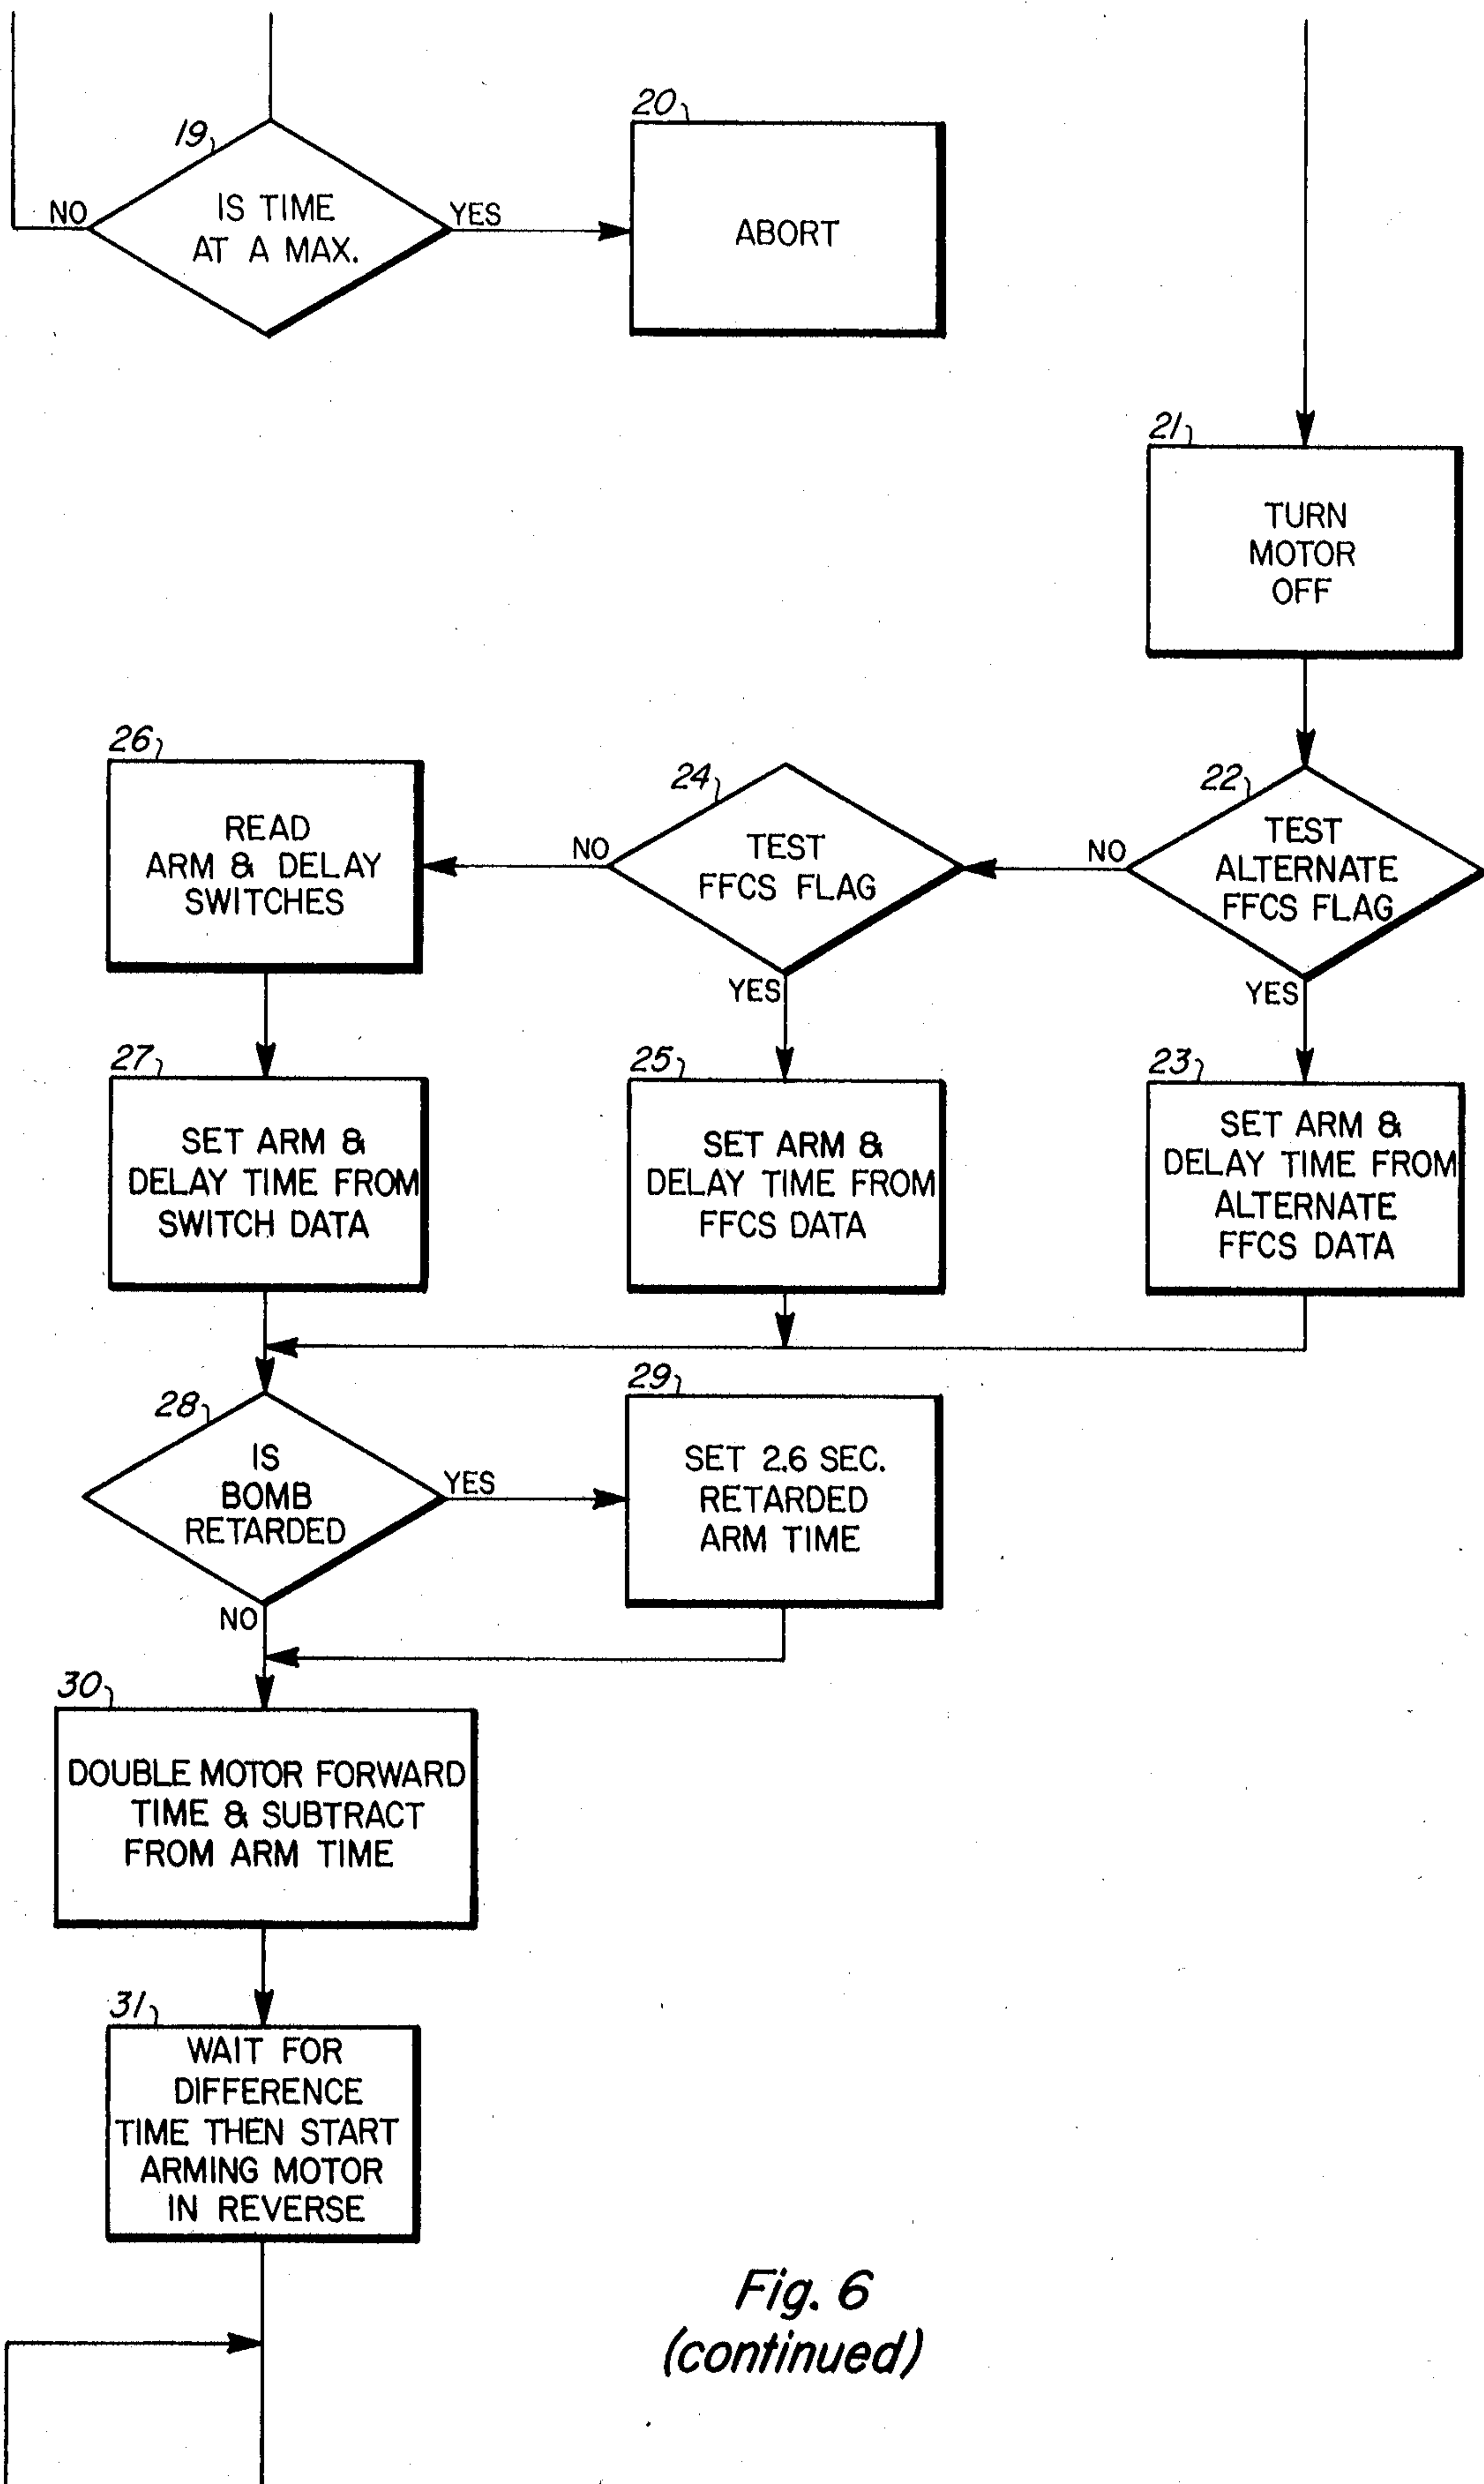 19
IS TIME
AT A MAX.
NO
YES
20
ABORT
21
TURN
MOTOR
OFF
22
TEST
ALTERNATE
FFCS FLAG
NO
YES
24
TEST
FFCS FLAG
NO
YES
26
READ
ARM & DELAY
SWITCHES
27
SET ARM &
DELAY TIME FROM
SWITCH DATA
25
SET ARM &
DELAY TIME FROM
FFCS DATA
23
SET ARM &
DELAY TIME FROM
ALTERNATE
FFCS DATA
28
IS
BOMB
RETARDED
YES
NO
29
SET 2.6 SEC.
RETARDED
ARM TIME
30
DOUBLE MOTOR FORWARD
TIME & SUBTRACT
FROM ARM TIME
31
WAIT FOR
DIFFERENCE
TIME THEN START
ARMING MOTOR
IN REVERSE
Fig. 6
(continued)